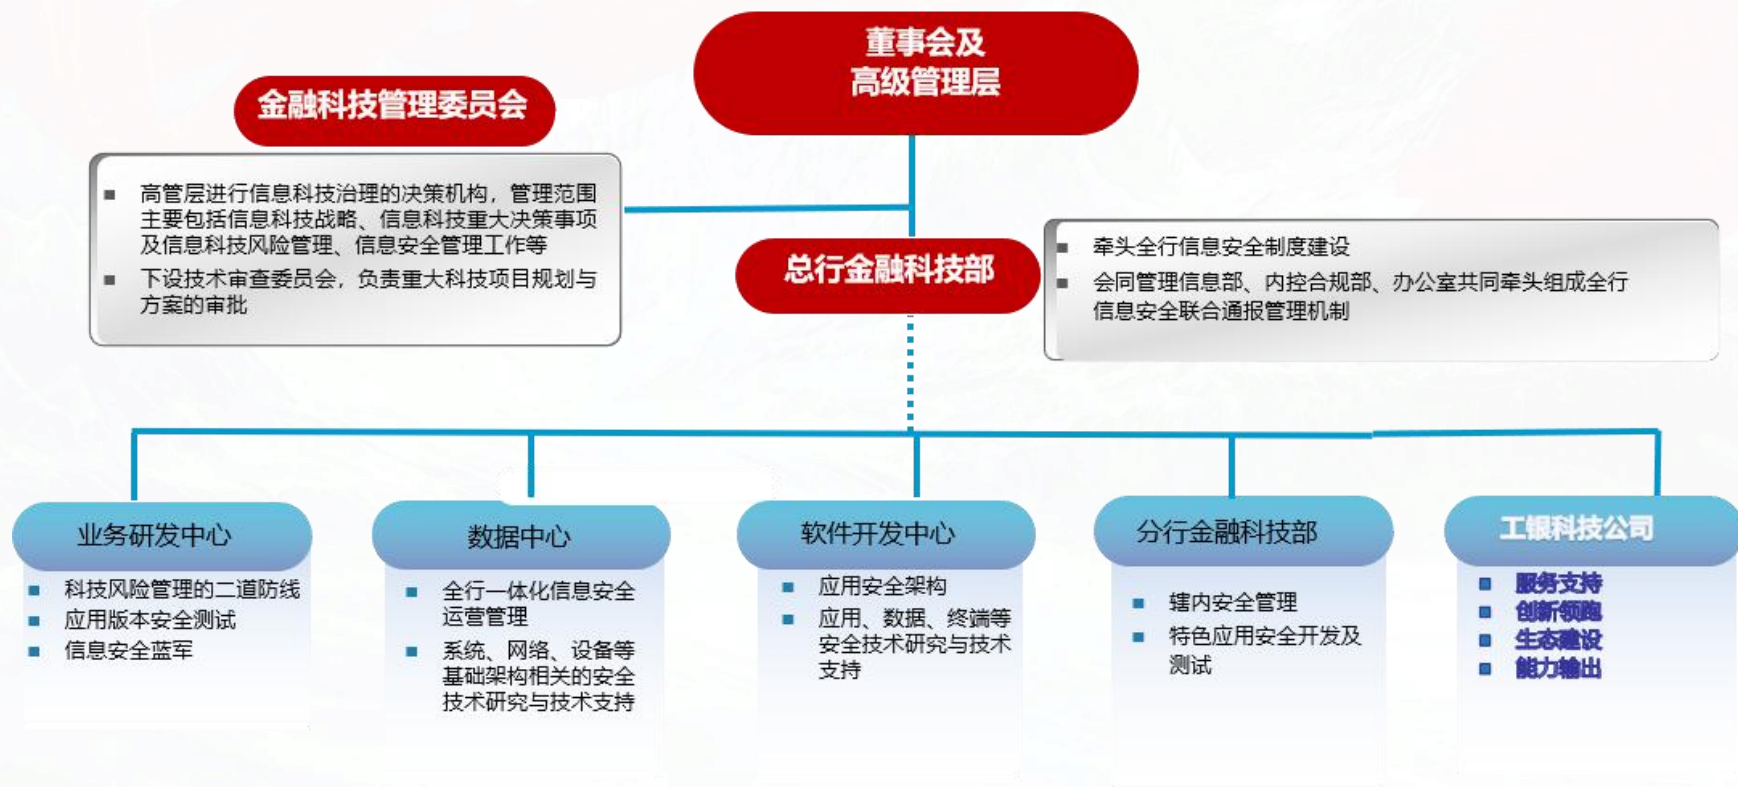 董事会及
高级管理层
金融科技管理委员会
高管层进行信息科技治理的决策机构，管理范围
主要包括信息科技战略、信息科技重大决策事项
及信息科技风险管理、信息安全管理工作等
下设技术审查委员会，负责重大科技项目规划与
方案的审批
总行金融科技部
牵头全行信息安全制度建设
会同管理信息部、内控合规部、办公室共同牵头组成全行
信息安全联合通报管理机制
业务研发中心
科技风险管理的二道防线
应用版本安全测试
信息安全蓝军
数据中心
全行一体化信息安全
运营管理
系统、网络、设备等
基础架构相关的安全
技术研究与技术支持
软件开发中心
应用安全架构
应用、数据、终端等
安全技术研究与技术
支持
分行金融科技部
辖内安全管理
特色应用安全开发及
测试
工银科技公司
服务支持
创新领跑
生态建设
能力输出